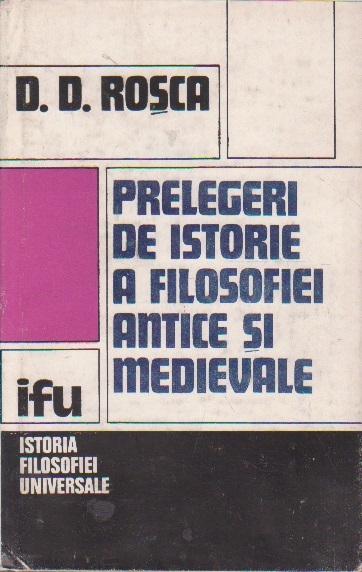 D. D. ROȘCA
PRELEGERI
DE ISTORIE
A FILOSOFIEI
ANTICE ȘI
MEDIEVALE
ifu
ISTORIA
FILOSOFIEI
UNIVERSALE